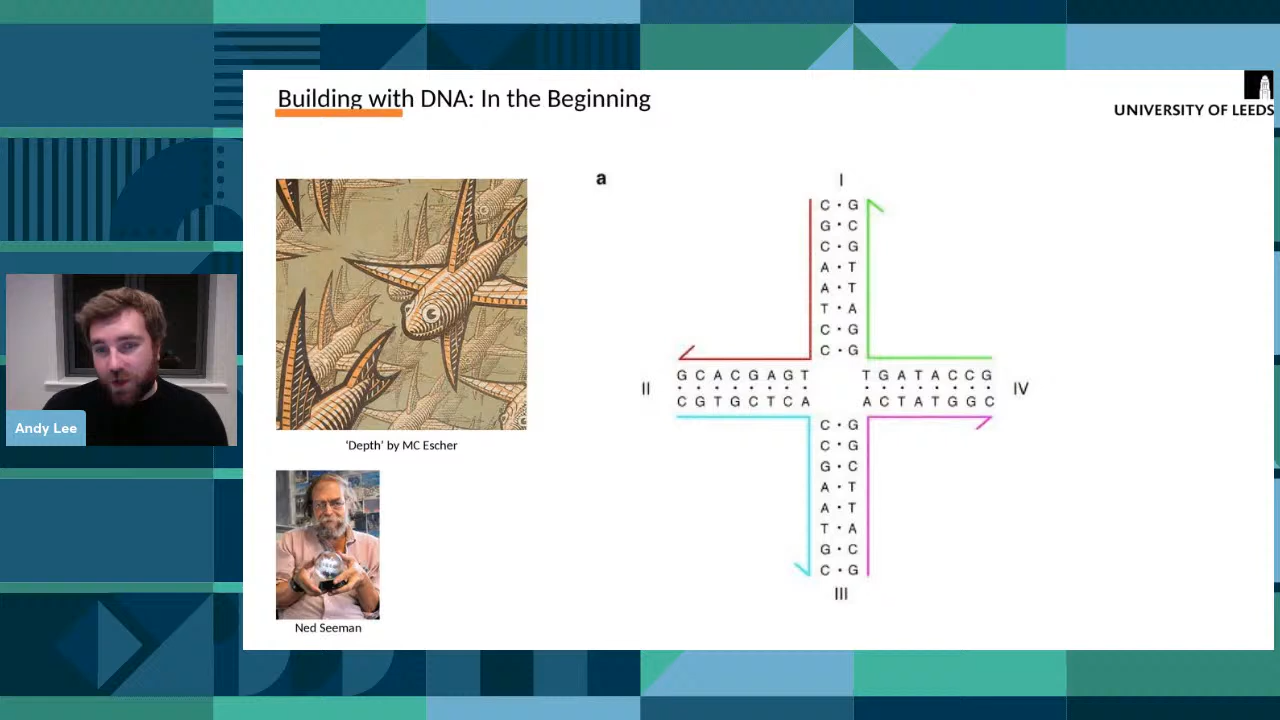 Building with DNA: In the Beginning
UNIVERSITY OF LEEDS
a
I
C · G
G · C
C · G
A · T
A · T
T · A
C · G
C · G
II
G C A C G A G T
T G A T A C C G
IV
C G T G C T C A
A C T A T G G C
C · G
C · G
G · C
A · T
A · T
T · A
G · C
C · G
III
'Depth' by MC Escher
Ned Seeman
Andy Lee